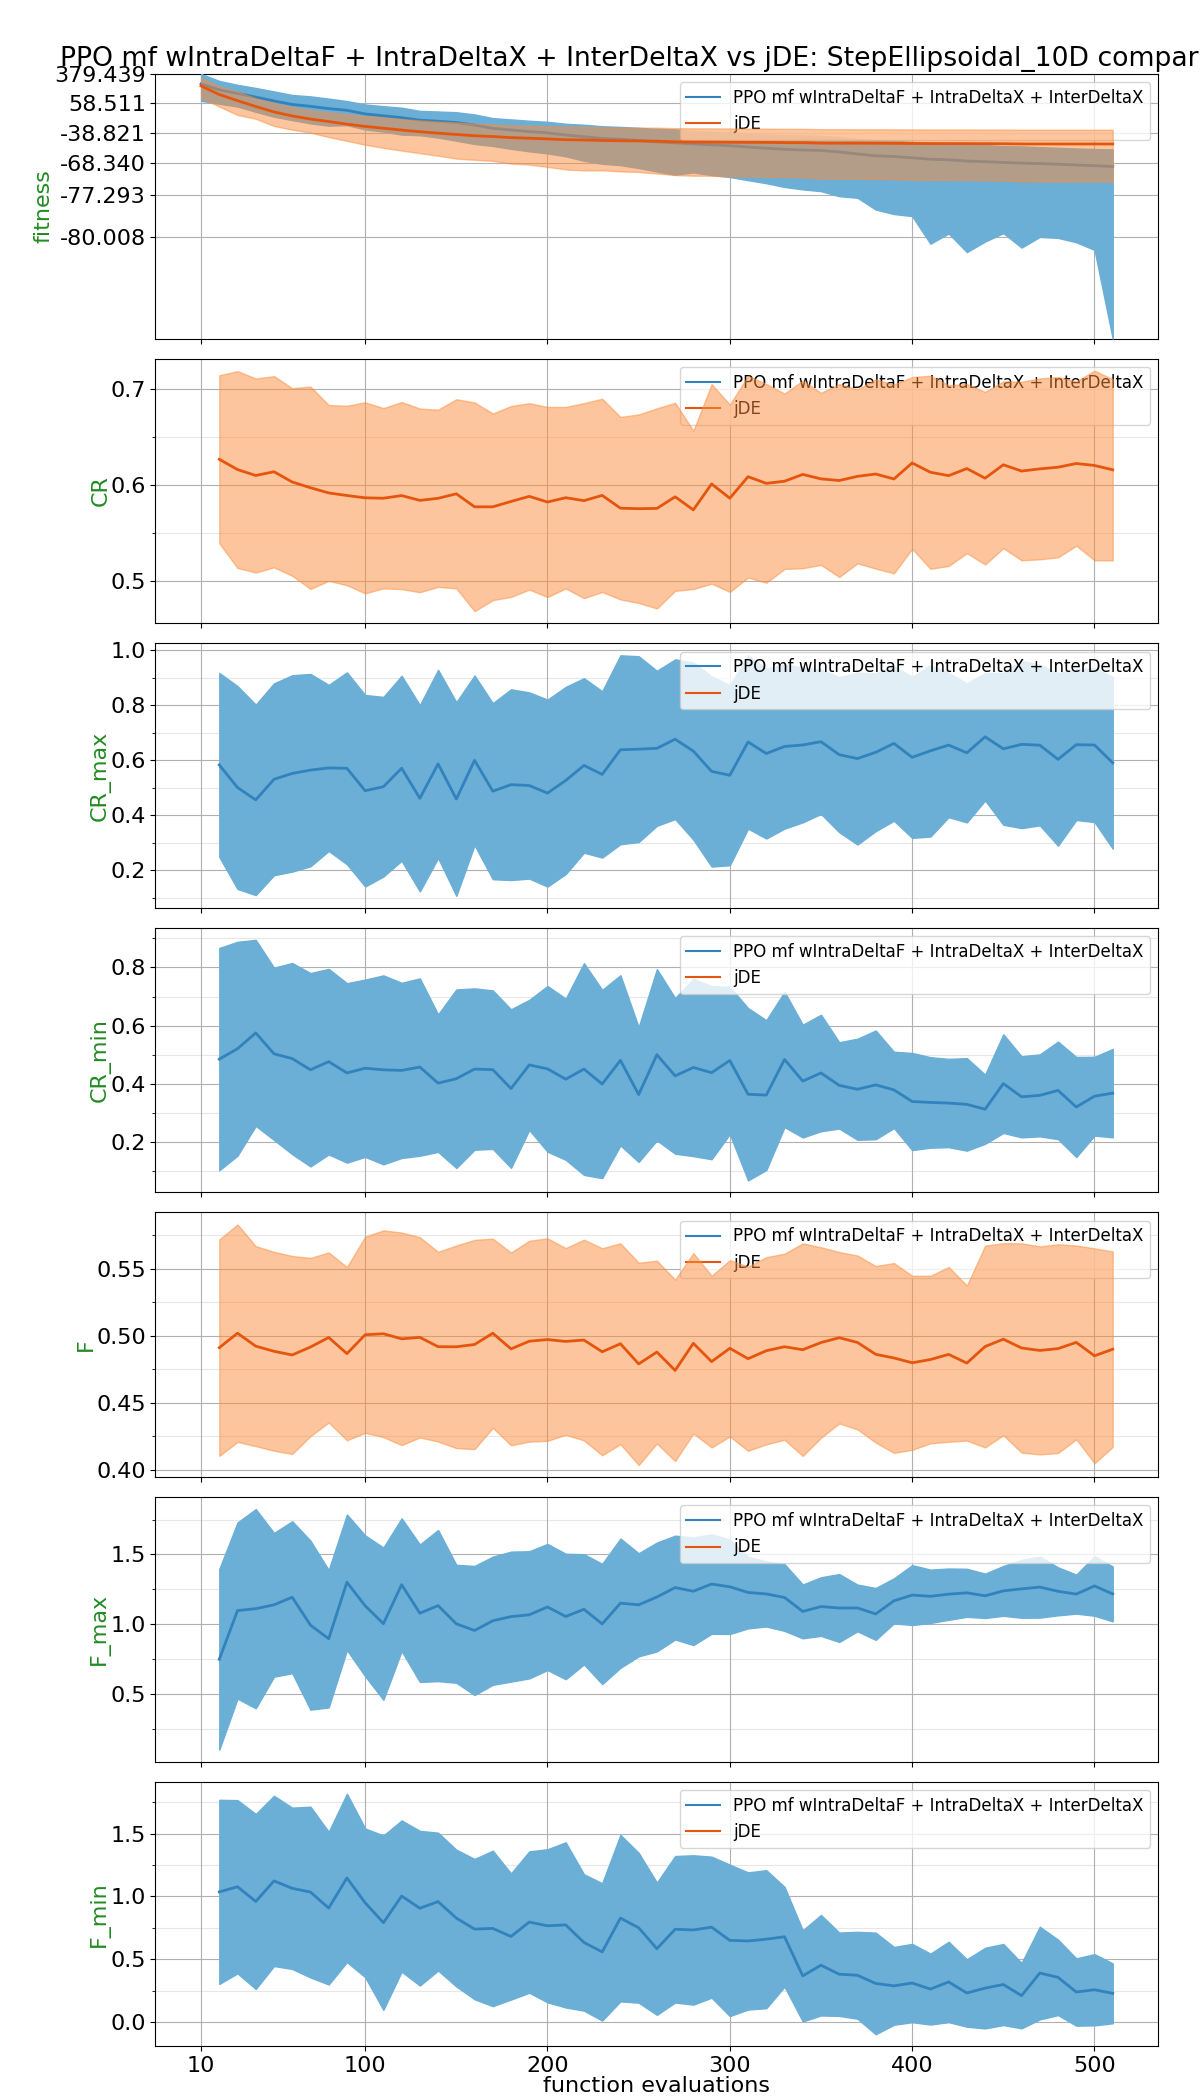 PPO mf wIntraDeltaF + IntraDeltaX + InterDeltaX vs jDE: StepEllipsoidal_10D compar
379.439
58.511
-38.821
-68.340
-77.293
-80.008
fitness
PPO mf wIntraDeltaF + IntraDeltaX + InterDeltaX
jDE
0.7
0.6
0.5
CR
PPO mf wIntraDeltaF + IntraDeltaX + InterDeltaX
jDE
1.0
0.8
0.6
0.4
0.2
CR_max
PPO mf wIntraDeltaF + IntraDeltaX + InterDeltaX
jDE
0.8
0.6
0.4
0.2
CR_min
PPO mf wIntraDeltaF + IntraDeltaX + InterDeltaX
jDE
0.55
0.50
0.45
0.40
F
PPO mf wIntraDeltaF + IntraDeltaX + InterDeltaX
jDE
1.5
1.0
0.5
F_max
PPO mf wIntraDeltaF + IntraDeltaX + InterDeltaX
jDE
1.5
1.0
0.5
0.0
F_min
PPO mf wIntraDeltaF + IntraDeltaX + InterDeltaX
jDE
10 100 200 300 400 500
function evaluations